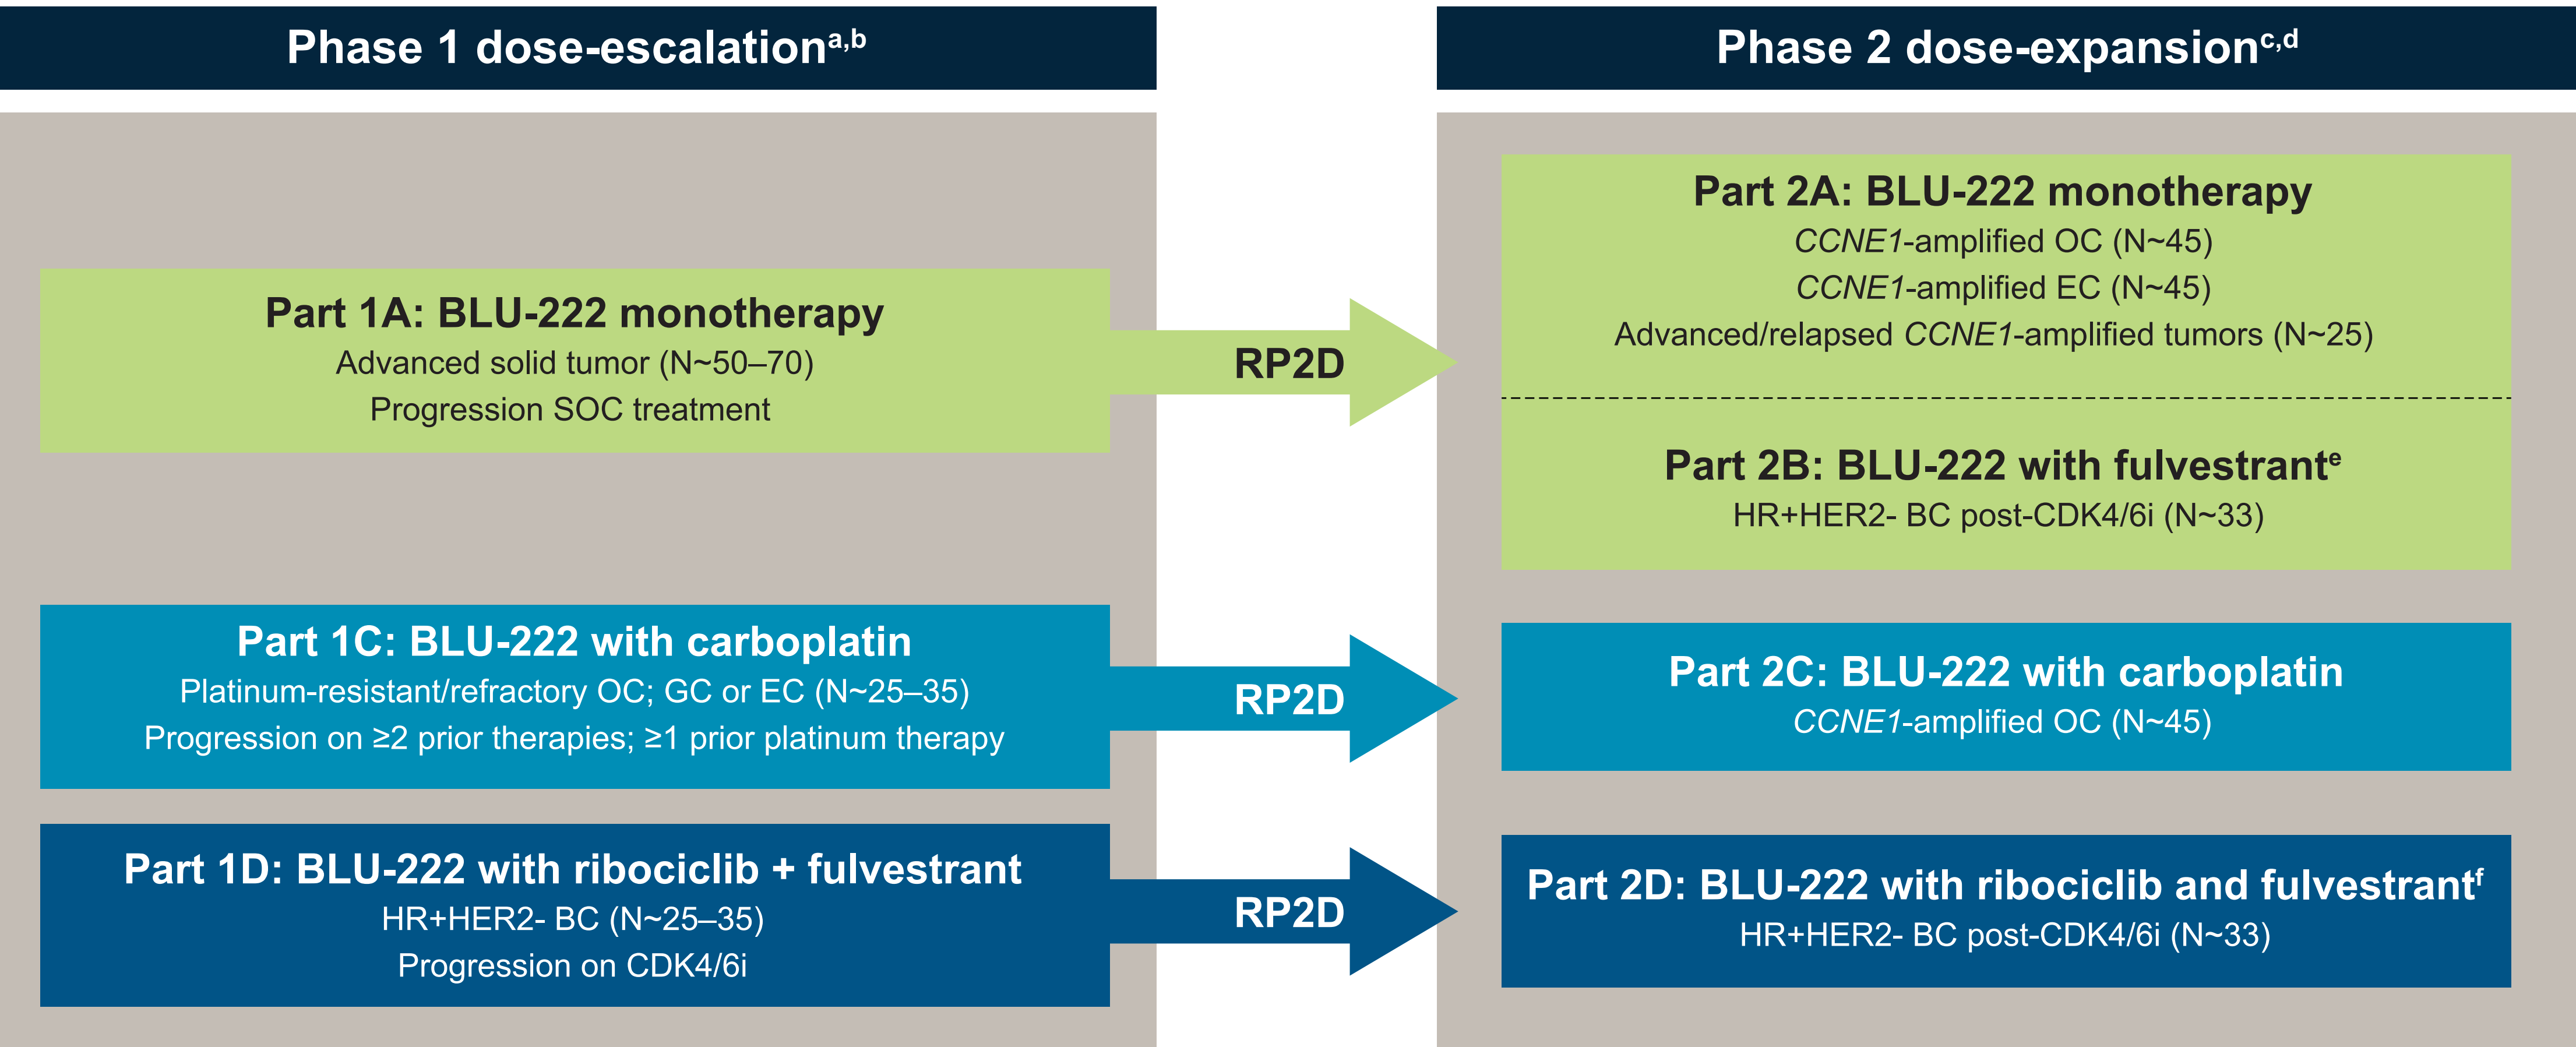 Phase 1 dose-escalationa,b
Part 1A: BLU-222 monotherapy
Advanced solid tumor (N~50–70)
Progression SOC treatment
RP2D
Part 1C: BLU-222 with carboplatin
Platinum-resistant/refractory OC; GC or EC (N~25–35)
Progression on ≥2 prior therapies; ≥1 prior platinum therapy
RP2D
Part 1D: BLU-222 with ribociclib + fulvestrant
HR+HER2- BC (N~25–35)
Progression on CDK4/6i
RP2D
Phase 2 dose-expansionc,d
Part 2A: BLU-222 monotherapy
CCNE1-amplified OC (N~45)
CCNE1-amplified EC (N~45)
Advanced/relapsed CCNE1-amplified tumors (N~25)
Part 2B: BLU-222 with fulvestrante
HR+HER2- BC post-CDK4/6i (N~33)
Part 2C: BLU-222 with carboplatin
CCNE1-amplified OC (N~45)
Part 2D: BLU-222 with ribociclib and fulvestrantf
HR+HER2- BC post-CDK4/6i (N~33)